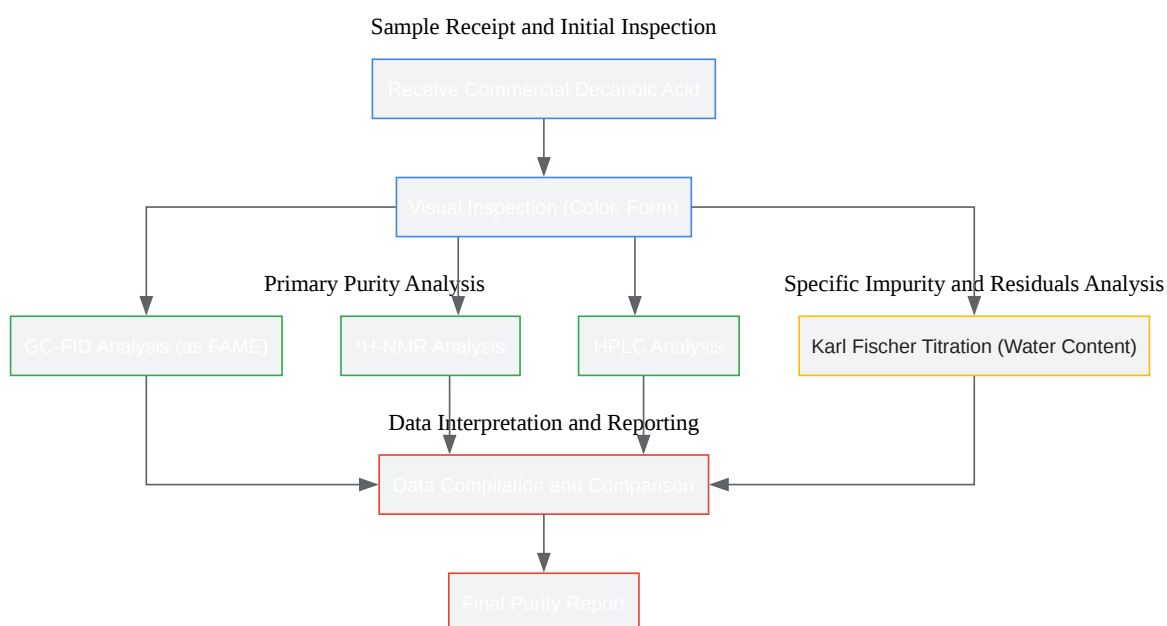 Sample Receipt and Initial Inspection
Receive Commercial Decanoic Acid
Visual Inspection (Color, Form)
Primary Purity Analysis
Specific Impurity and Residuals Analysis
GC-FID Analysis (as FAME)
¹H-NMR Analysis
HPLC Analysis
Karl Fischer Titration (Water Content)
Data Interpretation and Reporting
Data Compilation and Comparison
Final Purity Report